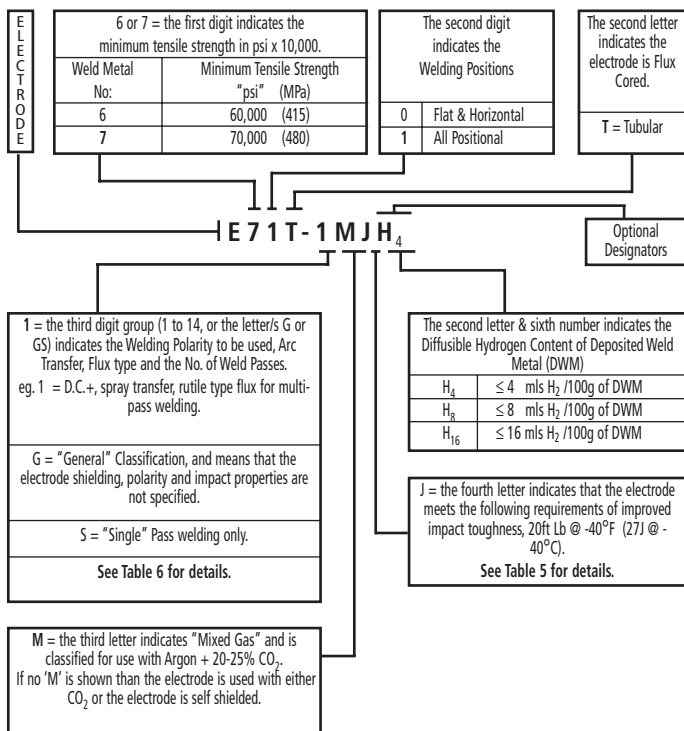 ELECTRODE
6 or 7 = the first digit indicates the
minimum tensile strength in psi x 10,000.
Weld Metal Minimum Tensile Strength
No: "psi" (MPa)
6 60,000 (415)
7 70,000 (480)
The second digit
indicates the
Welding Positions
0 Flat & Horizontal
1 All Positional
The second letter
indicates the
electrode is Flux
Cored.
T = Tubular
E 7 1 T - 1 M J H4
Optional
Designators
1 = the third digit group (1 to 14, or the letter/s G or
GS) indicates the Welding Polarity to be used, Arc
Transfer, Flux type and the No. of Weld Passes.
eg. 1 = D.C.+, spray transfer, rutile type flux for multi-
pass welding.
G = "General" Classification, and means that the
electrode shielding, polarity and impact properties are
not specified.
S = "Single" Pass welding only.
See Table 6 for details.
The second letter & sixth number indicates the
Diffusible Hydrogen Content of Deposited Weld
Metal (DWM)
H4 ≤ 4 mls H2 /100g of DWM
H8 ≤ 8 mls H2 /100g of DWM
H16 ≤ 16 mls H2 /100g of DWM
J = the fourth letter indicates that the electrode
meets the following requirements of improved
impact toughness, 20ft Lb @ -40°F (27J @ -
40°C).
See Table 5 for details.
M = the third letter indicates "Mixed Gas" and is
classified for use with Argon + 20-25% CO2.
If no 'M' is shown than the electrode is used with either
CO2 or the electrode is self shielded.